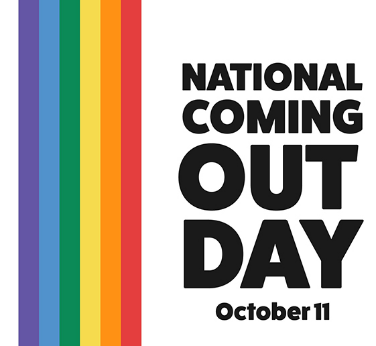 NATIONAL
COMING
OUT
DAY
October 11